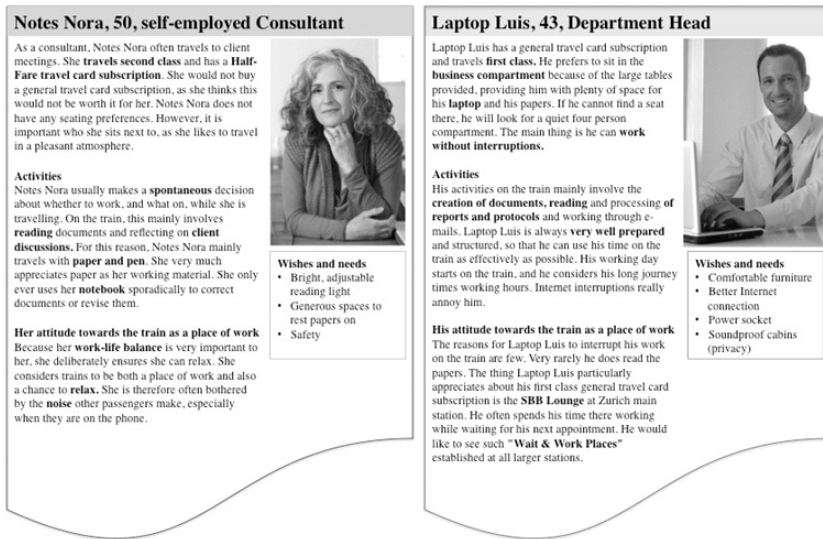 Notes Nora, 50, self-employed Consultant
As a consultant, Notes Nora often travels to client
meetings. She travels second class and has a Half-
Fare travel card subscription. She would not buy
a general travel card subscription, as she thinks this
would not be worth it for her. Notes Nora does not
have any seating preferences. However, it is
important who she sits next to, as she likes to travel
in a pleasant atmosphere.
Activities
Notes Nora usually makes a spontaneous decision
about whether to work, and what on, while she is
travelling. On the train, this mainly involves
reading documents and reflecting on client
discussions. For this reason, Notes Nora mainly
travels with paper and pen. She very much
appreciates paper as her working material. She only
ever uses her notebook sporadically to correct
documents or revise them.
Her attitude towards the train as a place of work
Because her work-life balance is very important to
her, she deliberately ensures she can relax. She
considers trains to be both a place of work and also
a chance to relax. She is therefore often bothered
by the noise other passengers make, especially
when they are on the phone.
Wishes and needs
• Bright, adjustable
reading light
• Generous spaces to
rest papers on
• Safety
Laptop Luis, 43, Department Head
Laptop Luis has a general travel card subscription
and travels first class. He prefers to sit in the
business compartment because of the large tables
provided, providing him with plenty of space for
his laptop and his papers. If he cannot find a seat
there, he will look for a quiet four person
compartment. The main thing is he can work
without interruptions.
Activities
His activities on the train mainly involve the
creation of documents, reading and processing of
reports and protocols and working through e-
mails. Laptop Luis is always very well prepared
and structured, so that he can use his time on the
train as effectively as possible. His working day
starts on the train, and he considers his long journey
times working hours. Internet interruptions really
annoy him.
His attitude towards the train as a place of work
The reasons for Laptop Luis to interrupt his work
on the train are few. Very rarely he does read the
papers. The thing Laptop Luis particularly
appreciates about his first class general travel card
subscription is the SBB Lounge at Zurich main
station. He often spends his time there working
while waiting for his next appointment. He would
like to see such "Wait & Work Places"
established at all larger stations.
Wishes and needs
• Comfortable furniture
• Better Internet
connection
• Power socket
• Soundproof cabins
(privacy)